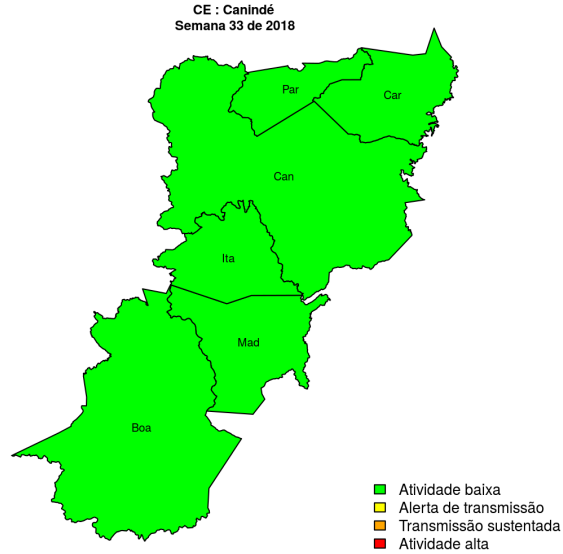 CE : Canindé
Semana 33 de 2018
Par
Car
Can
Ita
Mad
Boa
Atividade baixa
Alerta de transmissão
Transmissão sustentada
Atividade alta